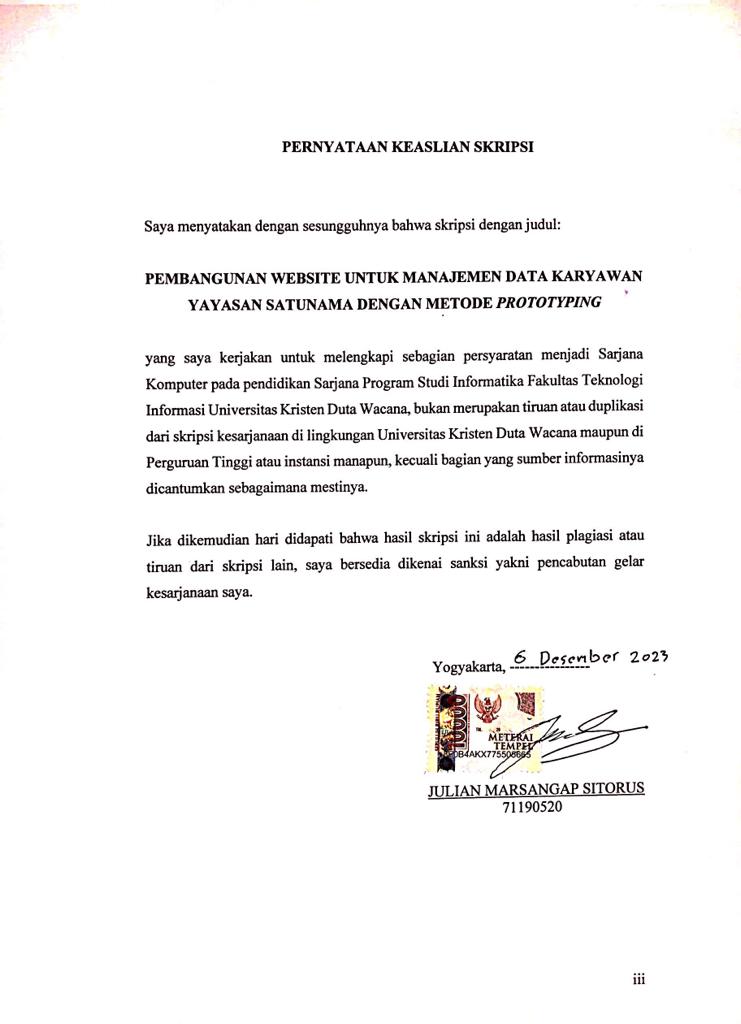 PERNYATAAN KEASLIAN SKRIPSI
Saya menyatakan dengan sesungguhnya bahwa skripsi dengan judul:
PEMBANGUNAN WEBSITE UNTUK MANAJEMEN DATA KARYAWAN
YAYASAN SATUNAMA DENGAN METODE PROTOTYPING
yang saya kerjakan untuk melengkapi sebagian persyaratan menjadi Sarjana
Komputer pada pendidikan Sarjana Program Studi Informatika Fakultas Teknologi
Informasi Universitas Kristen Duta Wacana, bukan merupakan tiruan atau duplikasi
dari skripsi kesarjanaan di lingkungan Universitas Kristen Duta Wacana maupun di
Perguruan Tinggi atau instansi manapun, kecuali bagian yang sumber informasinya
dicantumkan sebagaimana mestinya.
Jika dikemudian hari didapati bahwa hasil skripsi ini adalah hasil plagiasi atau
tiruan dari skripsi lain, saya bersedia dikenai sanksi yakni pencabutan gelar
kesarjanaan saya.
Yogyakarta, 6 Desember 2023
10000
METERAI
TEMPEL
JULIAN MARSANGAP SITORUS
71190520
iii